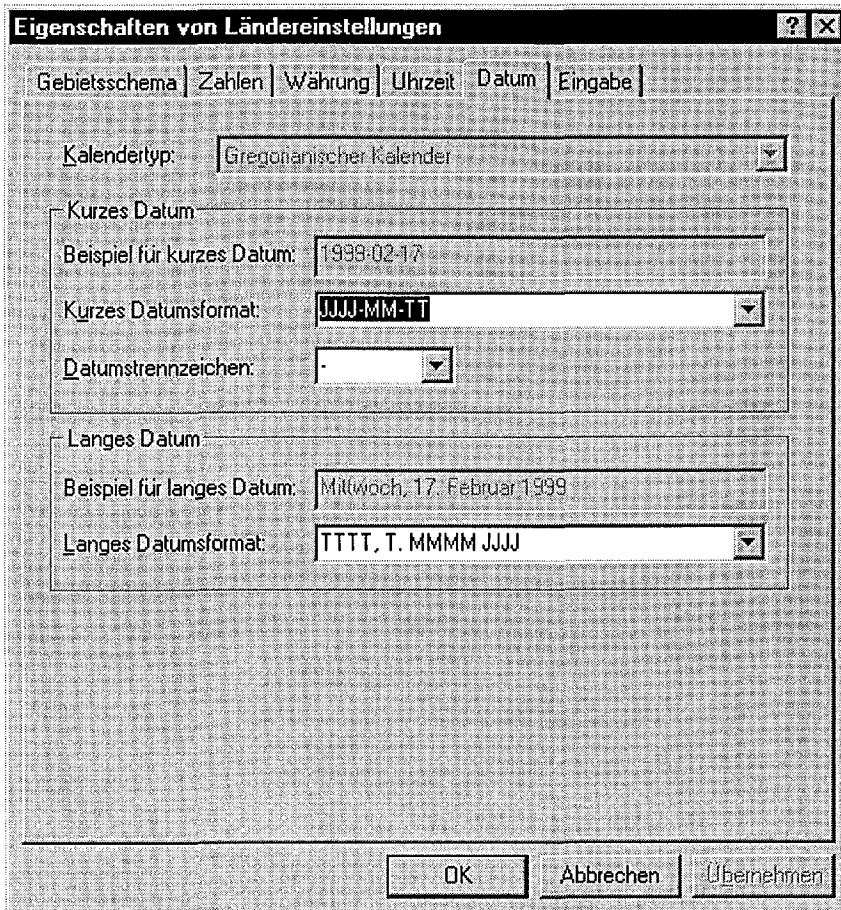 Eigenschaften von Ländereinstellungen
Gebietsschema Zahlen Währung Uhrzeit Datum Eingabe
Kalendertyp: Gregorianischer Kalender
Kurzes Datum
Beispiel für kurzes Datum: 1999-02-17
Kurzes Datumsformat: JJJJ-MM-TT
Datumstrennzeichen: -
Langes Datum
Beispiel für langes Datum: Mittwoch, 17. Februar 1999
Langes Datumsformat: TTTT, T. MMMM JJJJ
OK Abbrechen Übernehmen